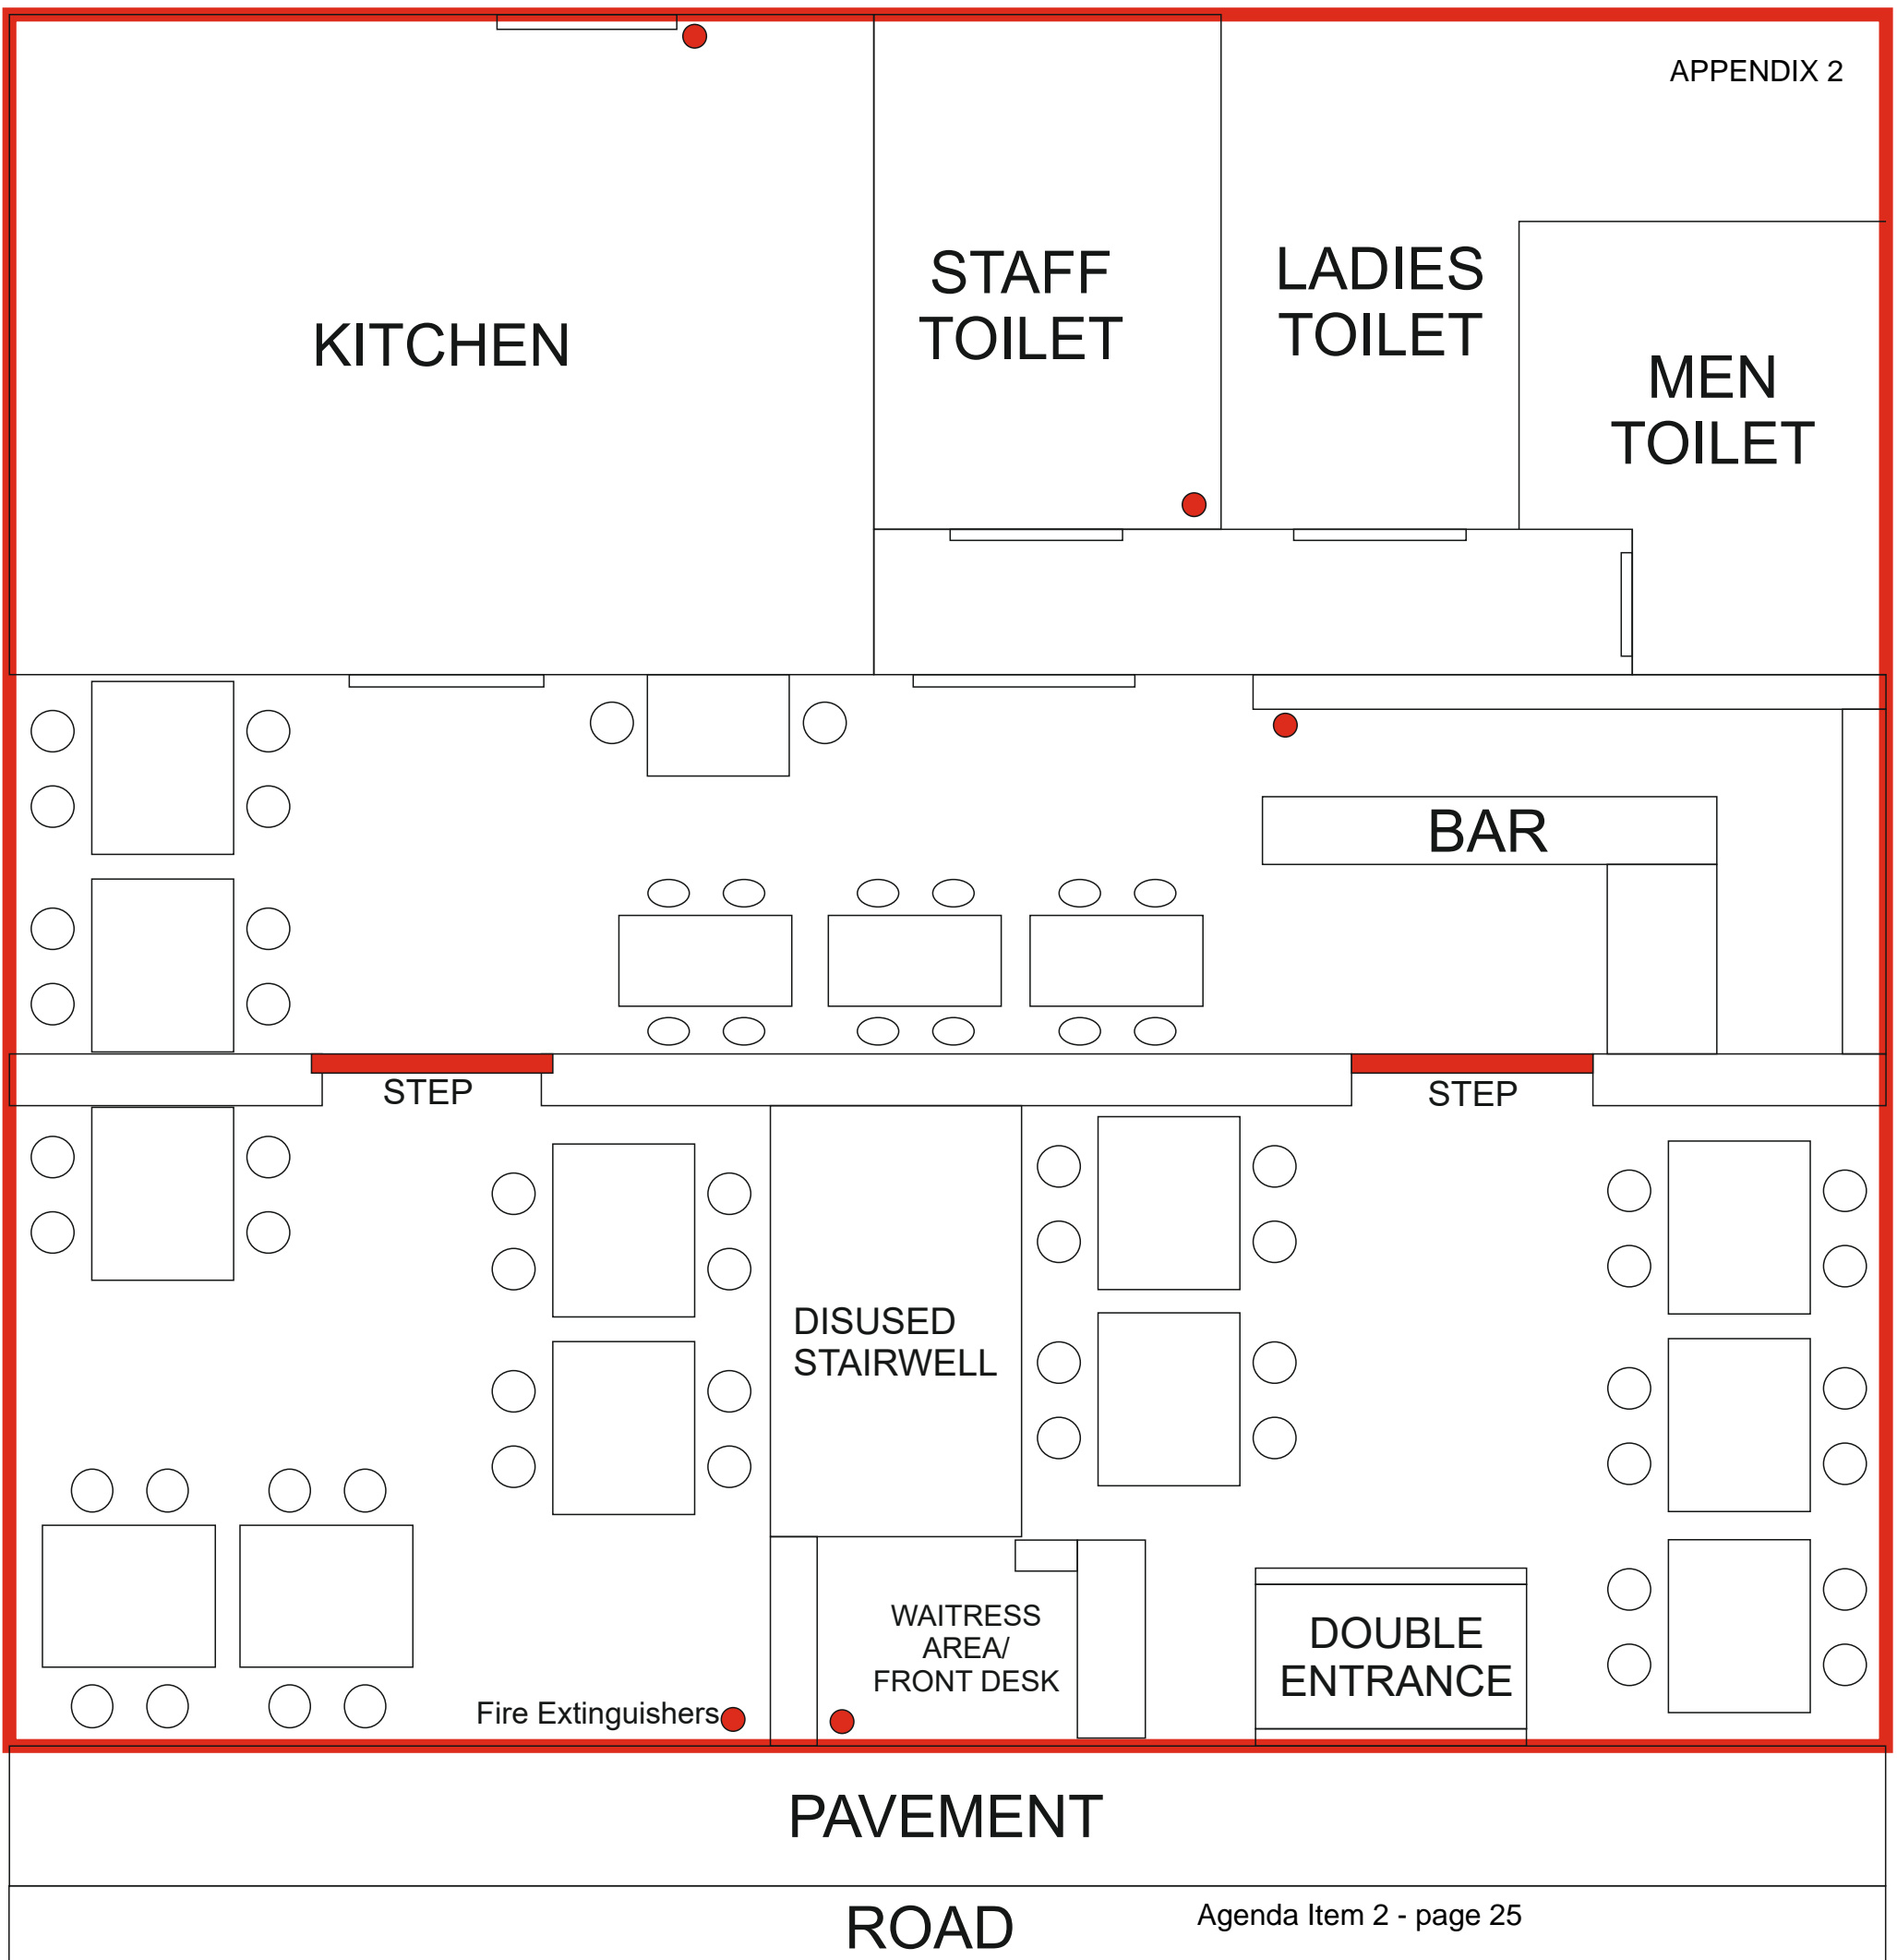 APPENDIX 2
KITCHEN
STAFF
TOILET
LADIES
TOILET
MEN
TOILET
BAR
STEP
STEP
DISUSED
STAIRWELL
WAITRESS
AREA/
FRONT DESK
DOUBLE
ENTRANCE
Fire Extinguishers
PAVEMENT
ROAD
Agenda Item 2 - page 25